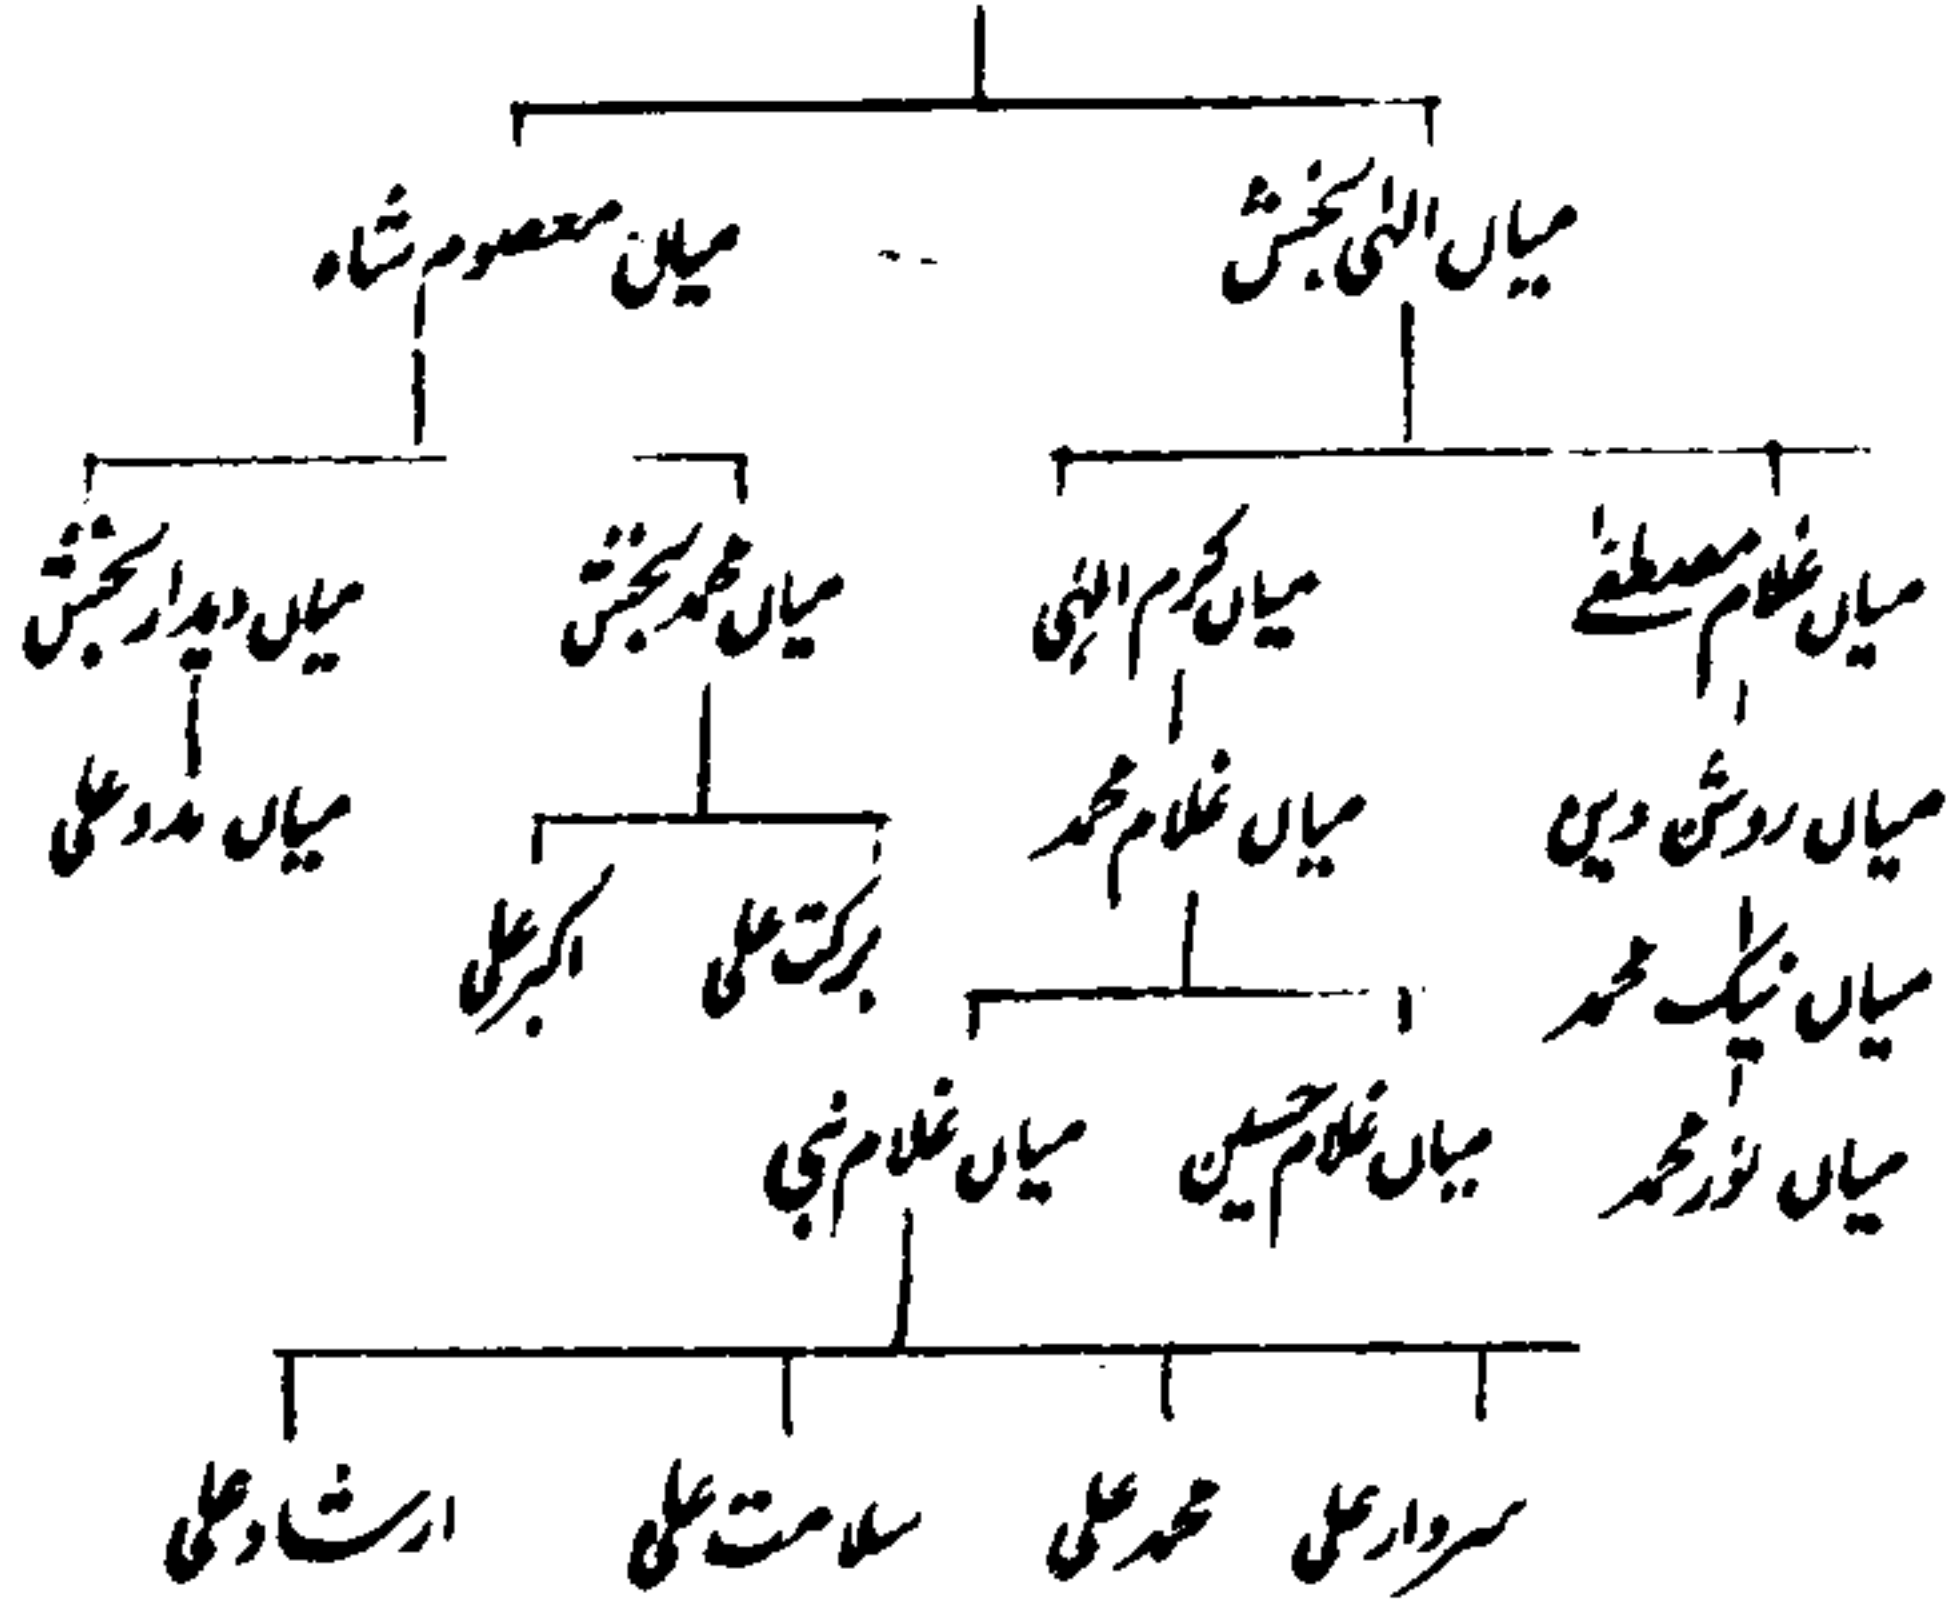 میاں الٰہی بخش میان معصوم شاہ
میاں غلام مصطفٰے میاں کرم الٰہی میاں محمد بخش میاں دیدار بخش
میاں روشن دین میاں غلام محمد میاں مدد علی
میاں نیک محمد برکت علی اکبر علی
میاں نور محمد میاں غلام حسین میاں غلام نبی
سردار علی محمد علی سلامت علی ارشاد علی